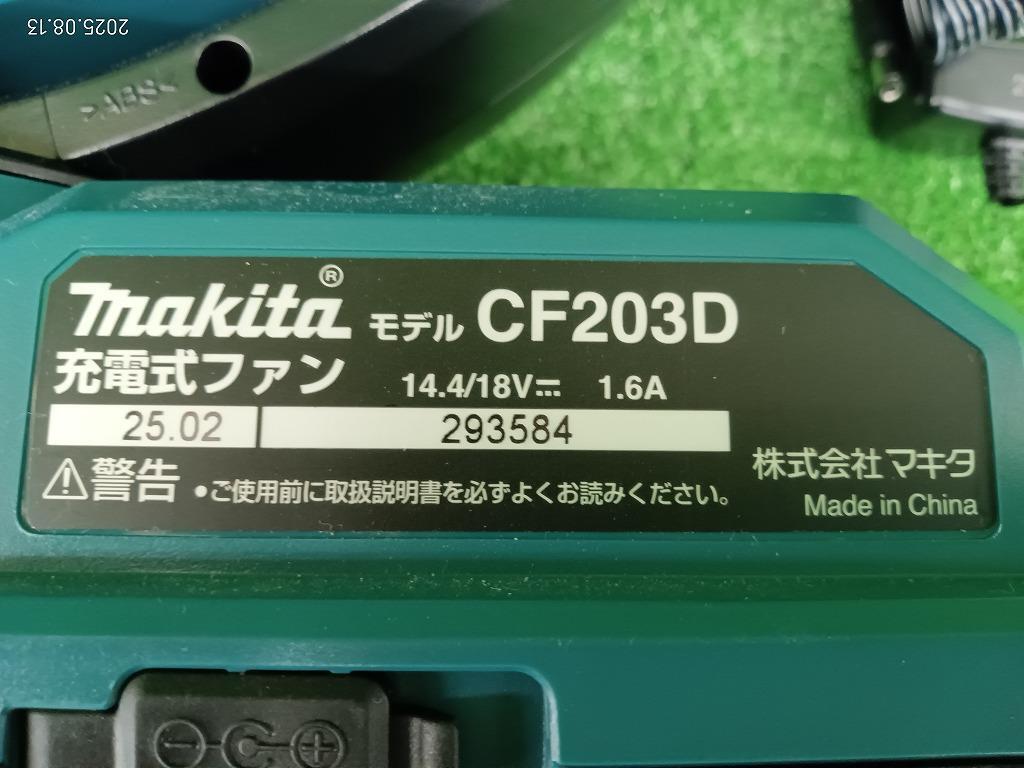 2025.08.13
>ABS<
makita® モデル CF203D
充電式ファン 14.4/18V⎓ 1.6A
25.02 293584
⚠警告 •ご使用前に取扱説明書を必ずよくお読みください。
株式会社マキタ
Made in China